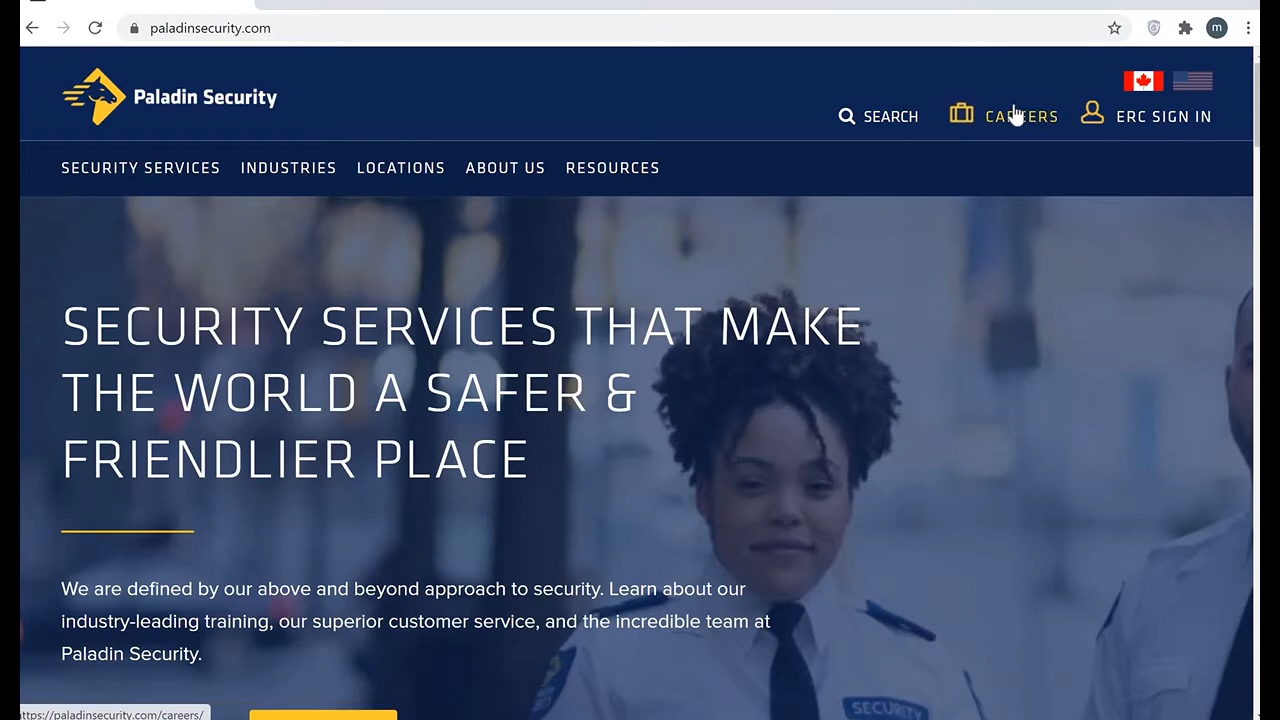 paladinsecurity.com
m
Paladin Security
SEARCH
CAREERS
ERC SIGN IN
SECURITY SERVICES INDUSTRIES LOCATIONS ABOUT US RESOURCES
SECURITY SERVICES THAT MAKE
THE WORLD A SAFER &
FRIENDLIER PLACE
We are defined by our above and beyond approach to security. Learn about our
industry-leading training, our superior customer service, and the incredible team at
Paladin Security.
SECURITY
ttps://paladinsecurity.com/careers/